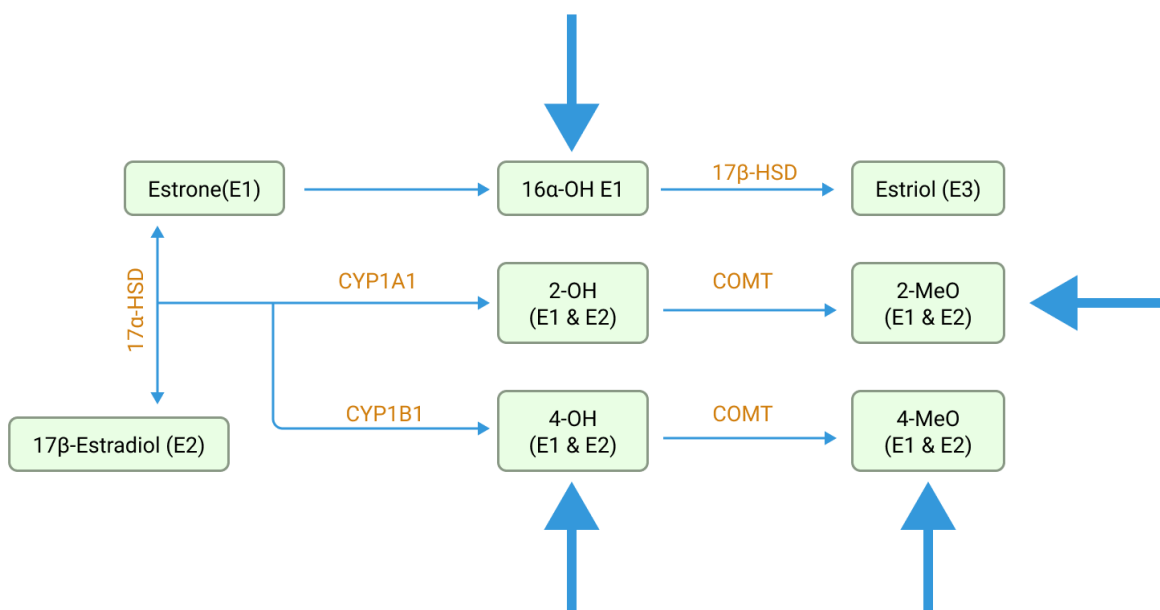 17β-HSD
Estrone(E1)
16α-OH E1
Estriol (E3)
17α-HSD
CYP1A1
2-OH
(E1 & E2)
COMT
2-MeO
(E1 & E2)
CYP1B1
4-OH
(E1 & E2)
COMT
4-MeO
(E1 & E2)
17β-Estradiol (E2)